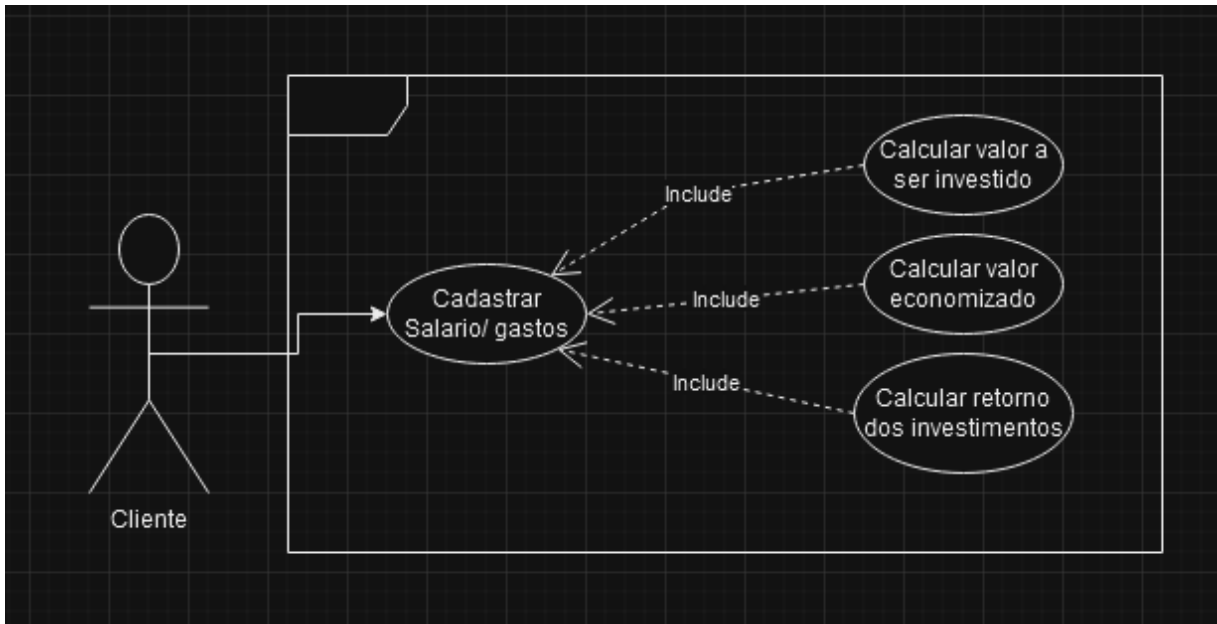 Calcular valor a
ser investido
Include
Calcular valor
economizado
Include
Cadastrar
Salario/ gastos
Include
Calcular retorno
dos investimentos
Cliente